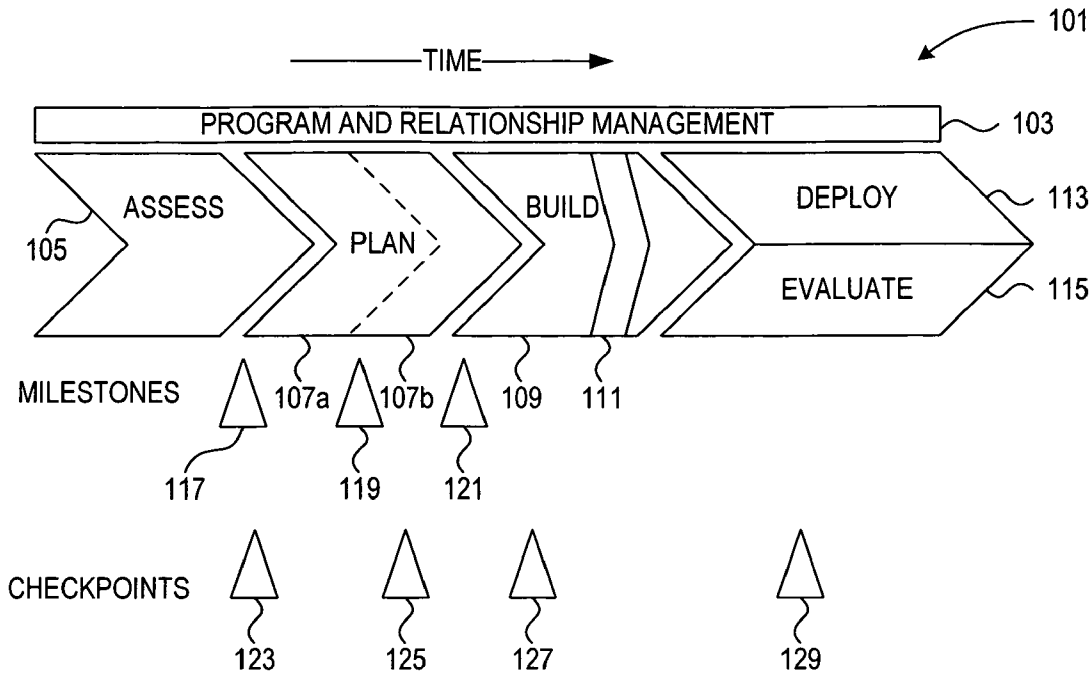 101
TIME
PROGRAM AND RELATIONSHIP MANAGEMENT
103
ASSESS
BUILD
DEPLOY
113
105
PLAN
EVALUATE
115
MILESTONES
107a
107b
109
111
117
119
121
CHECKPOINTS
123
125
127
129